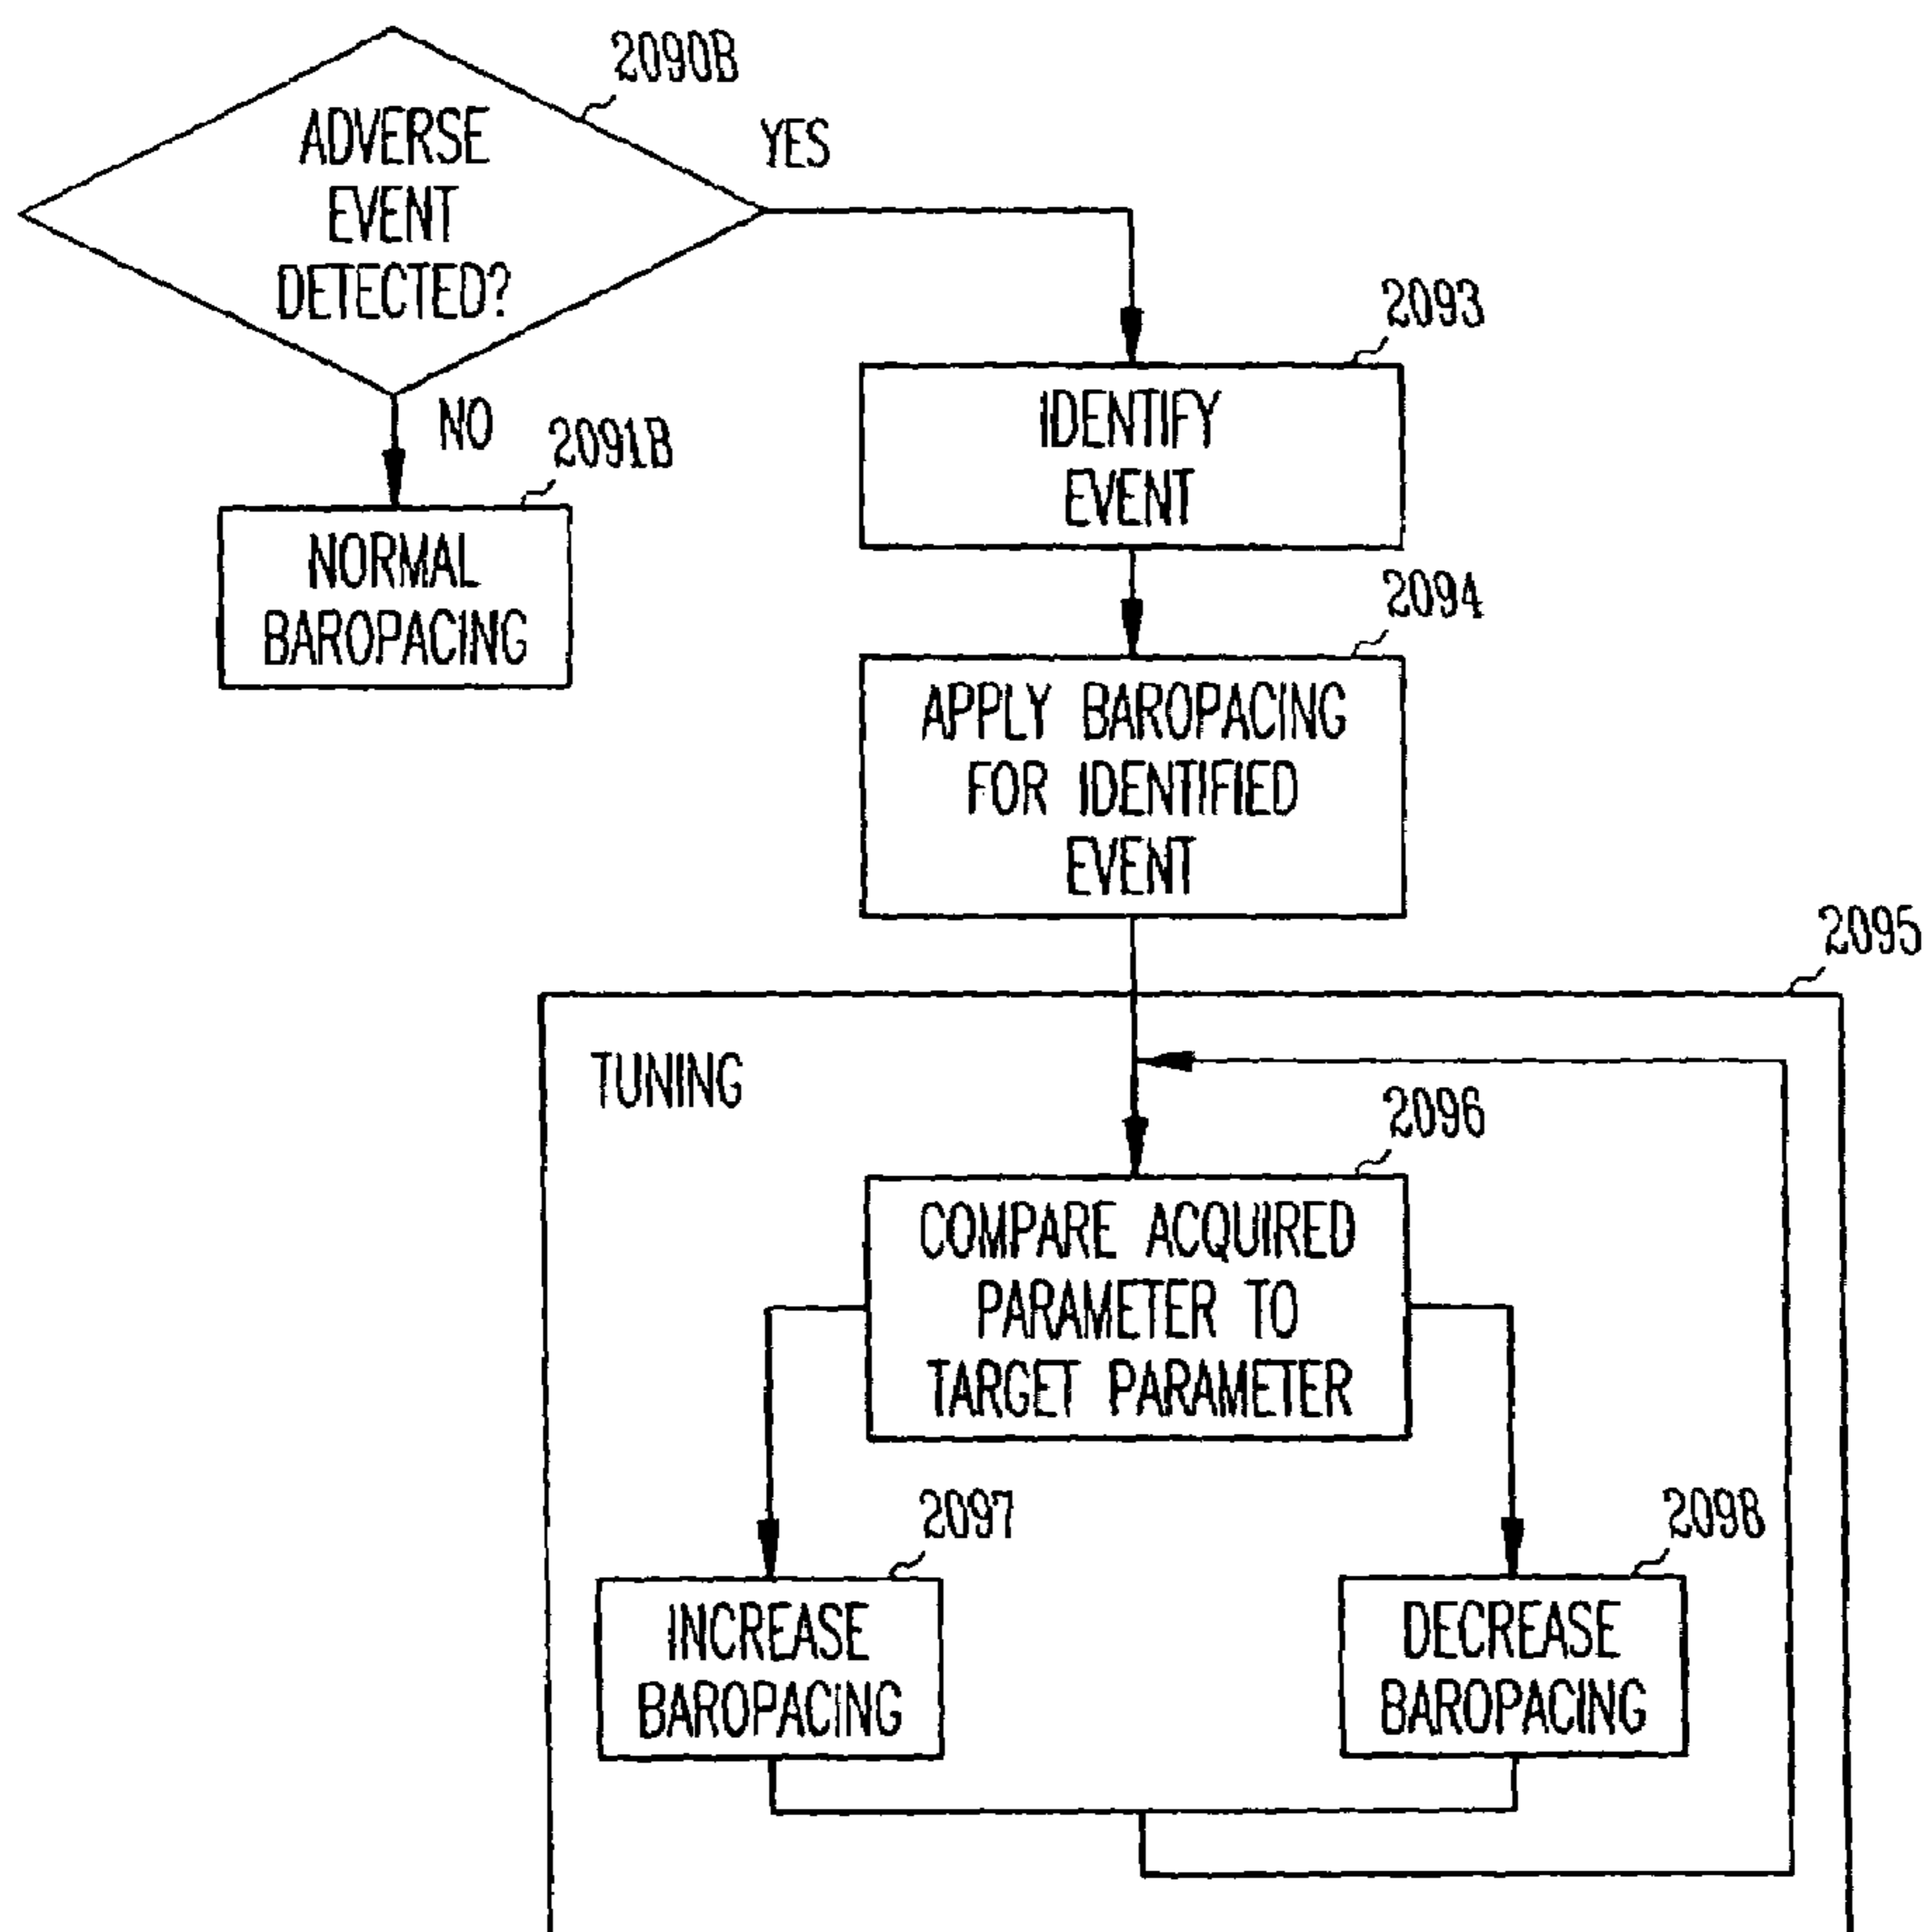 2090B
ADVERSE
EVENT
DETECTED?
YES
NO
2091B
NORMAL
BAROPACING
2093
IDENTIFY
EVENT
2094
APPLY BAROPACING
FOR IDENTIFIED
EVENT
2095
TUNING
2096
COMPARE ACQUIRED
PARAMETER TO
TARGET PARAMETER
2097
INCREASE
BAROPACING
2098
DECREASE
BAROPACING